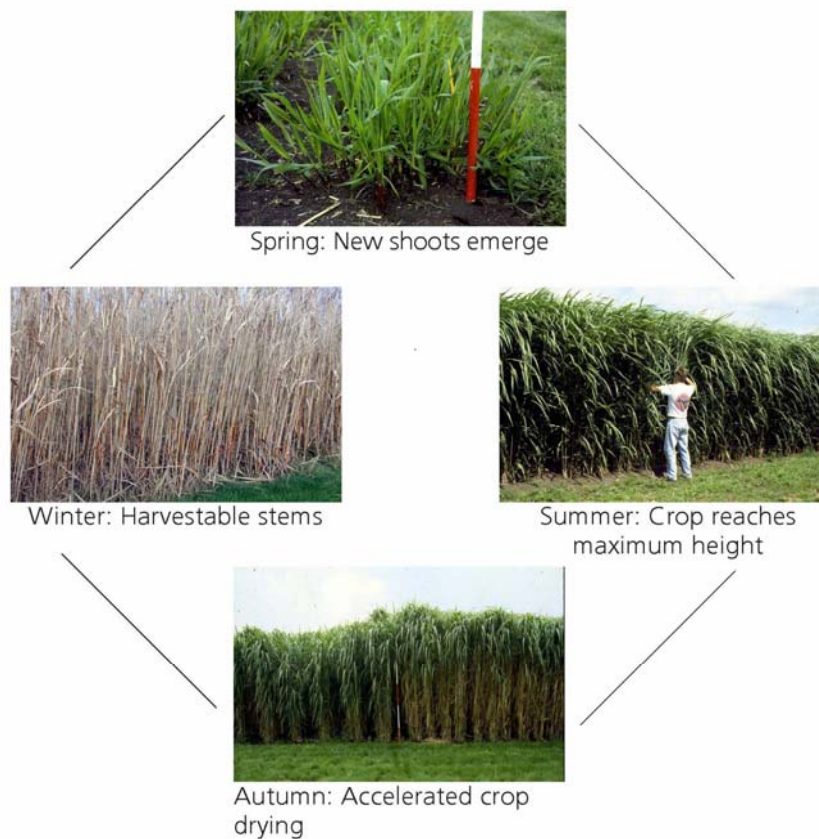 Spring: New shoots emerge
Winter: Harvestable stems
Summer: Crop reaches
maximum height
Autumn: Accelerated crop
drying